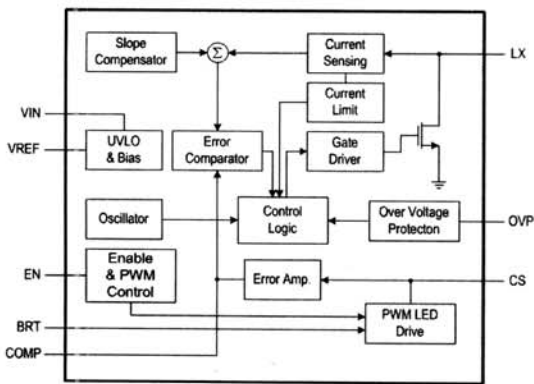 Slope
Compensator
Σ
Current
Sensing
LX
Current
Limit
VIN
VREF
UVLO
& Bias
Error
Comparator
Gate
Driver
Oscillator
Control
Logic
Over Voltage
Protecton
OVP
EN
Enable
& PWM
Control
Error Amp.
CS
BRT
PWM LED
Drive
COMP